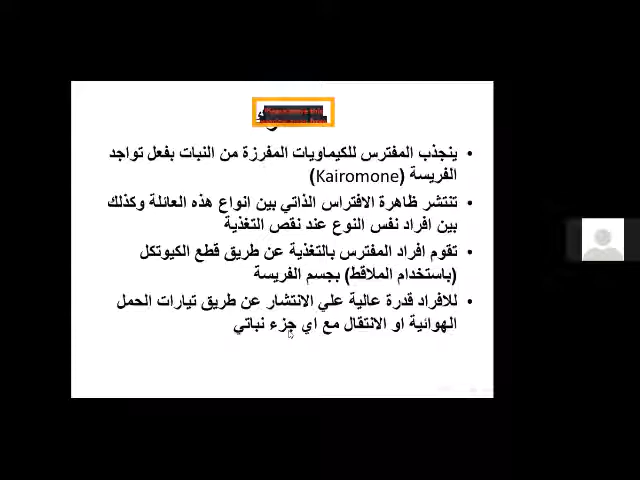 • ينجذب المفترس للكيماويات المفرزة من النبات بفعل تواجد
الفريسة (Kairomone)
• تنتشر ظاهرة الافتراس الذاتي بين انواع هذه العائلة وكذلك
بين افراد نفس النوع عند نقص التغذية
• تقوم افراد المفترس بالتغذية عن طريق قطع الكيوتكل
(باستخدام الملاقط) بجسم الفريسة
• للافراد قدرة عالية علي الانتشار عن طريق تيارات الحمل
الهوائية او الانتقال مع اي جزء نباتي